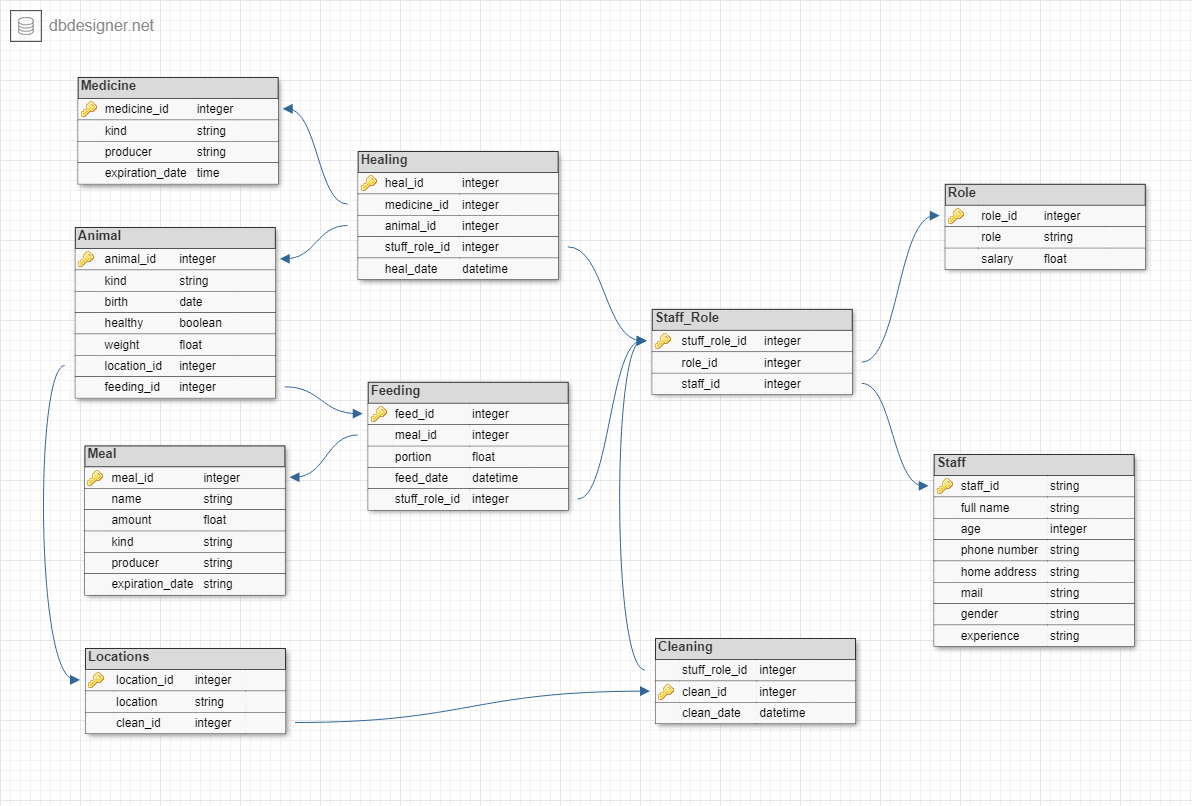 dbdesigner.net
Medicine
medicine_id integer
kind string
producer string
expiration_date time
Healing
heal_id integer
medicine_id integer
animal_id integer
stuff_role_id integer
heal_date datetime
Role
role_id integer
role string
salary float
Animal
animal_id integer
kind string
birth date
healthy boolean
weight float
location_id integer
feeding_id integer
Staff_Role
stuff_role_id integer
role_id integer
staff_id integer
Feeding
feed_id integer
meal_id integer
portion float
feed_date datetime
stuff_role_id integer
Meal
meal_id integer
name string
amount float
kind string
producer string
expiration_date string
Staff
staff_id string
full name string
age integer
phone number string
home address string
mail string
gender string
experience string
Locations
location_id integer
location string
clean_id integer
Cleaning
stuff_role_id integer
clean_id integer
clean_date datetime